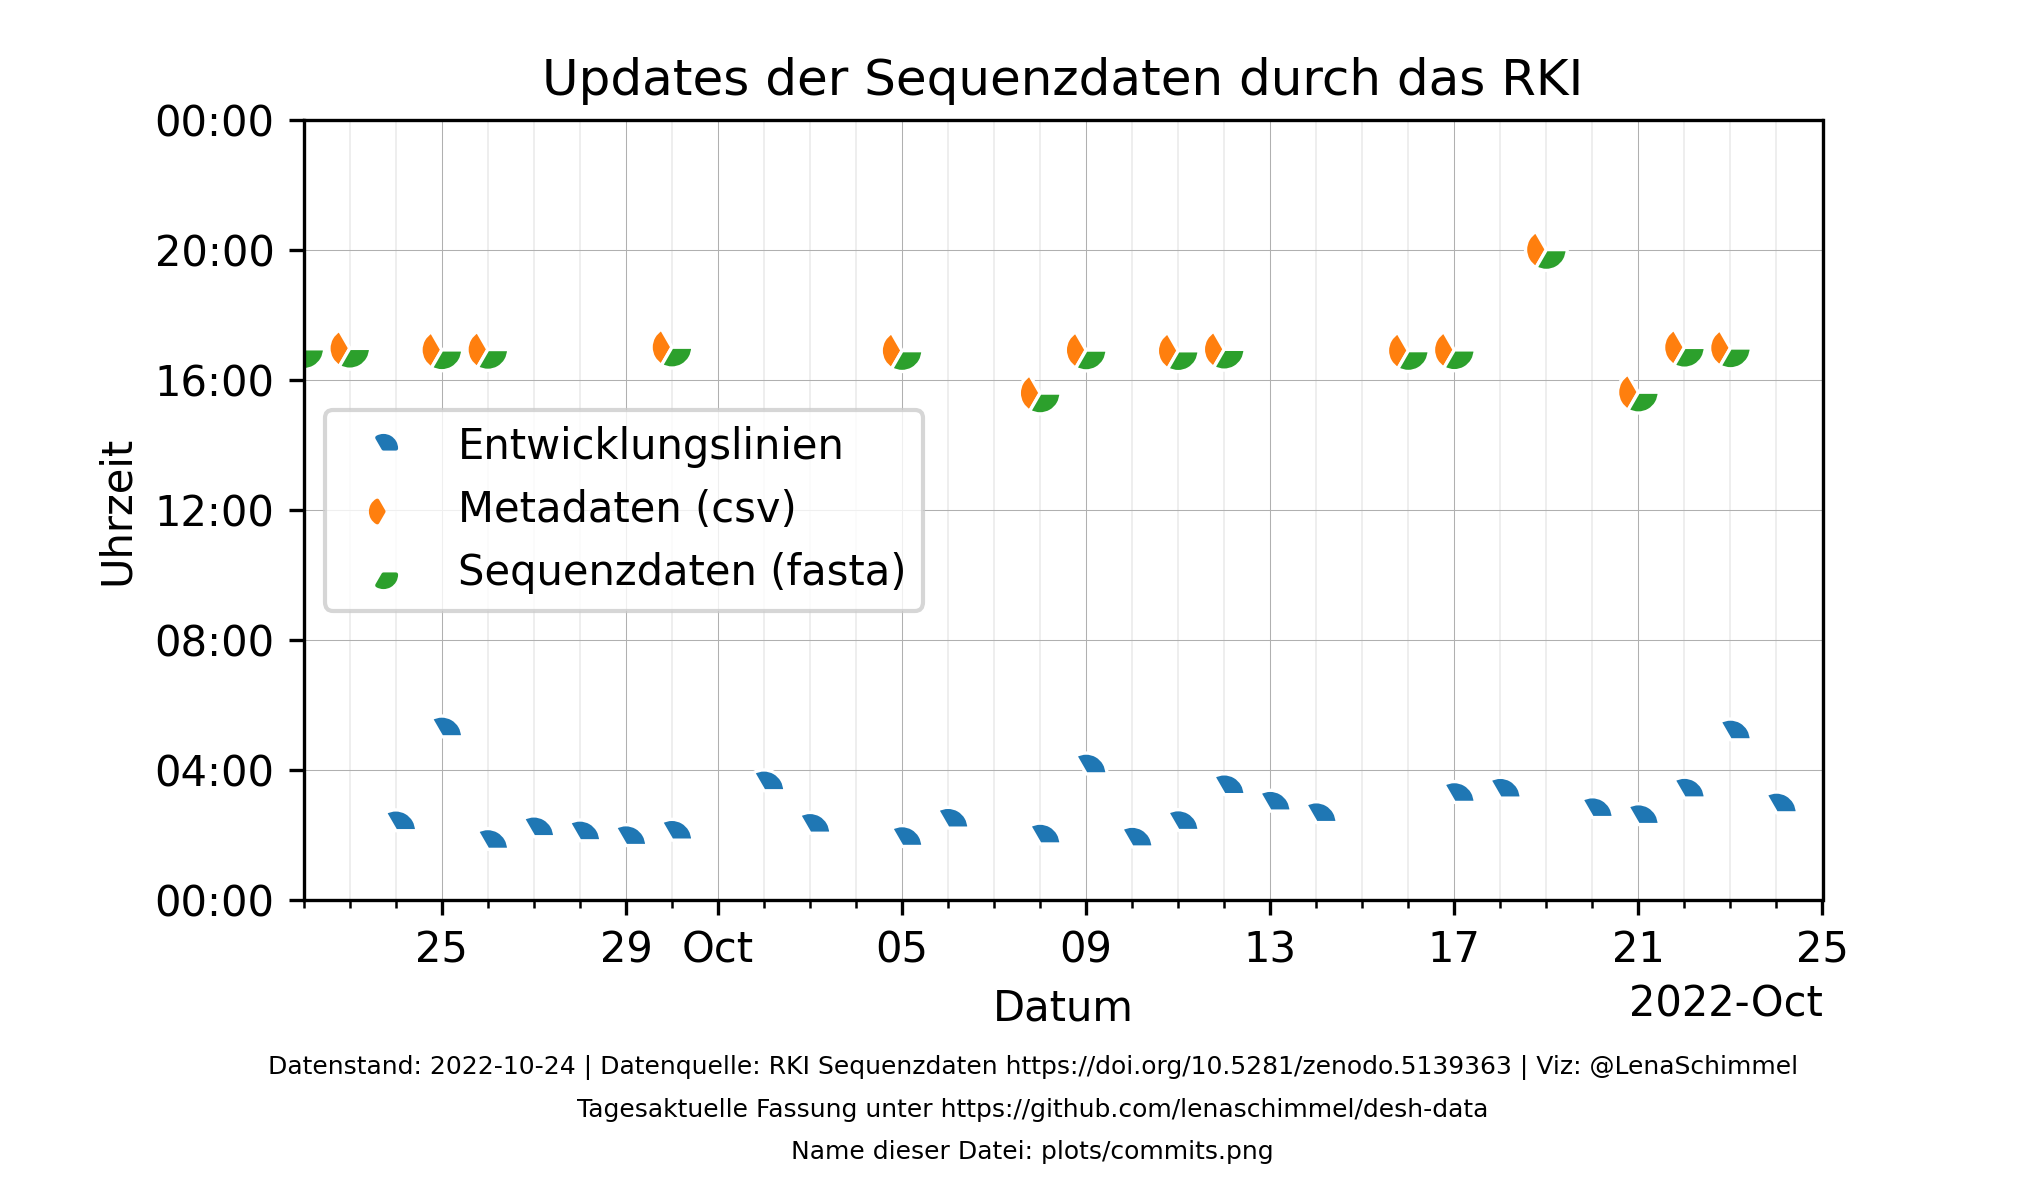 Updates der Sequenzdaten durch das RKI
00:00
20:00
16:00
12:00
08:00
04:00
00:00
Uhrzeit
Entwicklungslinien
Metadaten (csv)
Sequenzdaten (fasta)
25 29 Oct 05 09 13 17 21 25
2022-Oct
Datum
Datenstand: 2022-10-24 | Datenquelle: RKI Sequenzdaten https://doi.org/10.5281/zenodo.5139363 | Viz: @LenaSchimmel
Tagesaktuelle Fassung unter https://github.com/lenaschimmel/desh-data
Name dieser Datei: plots/commits.png